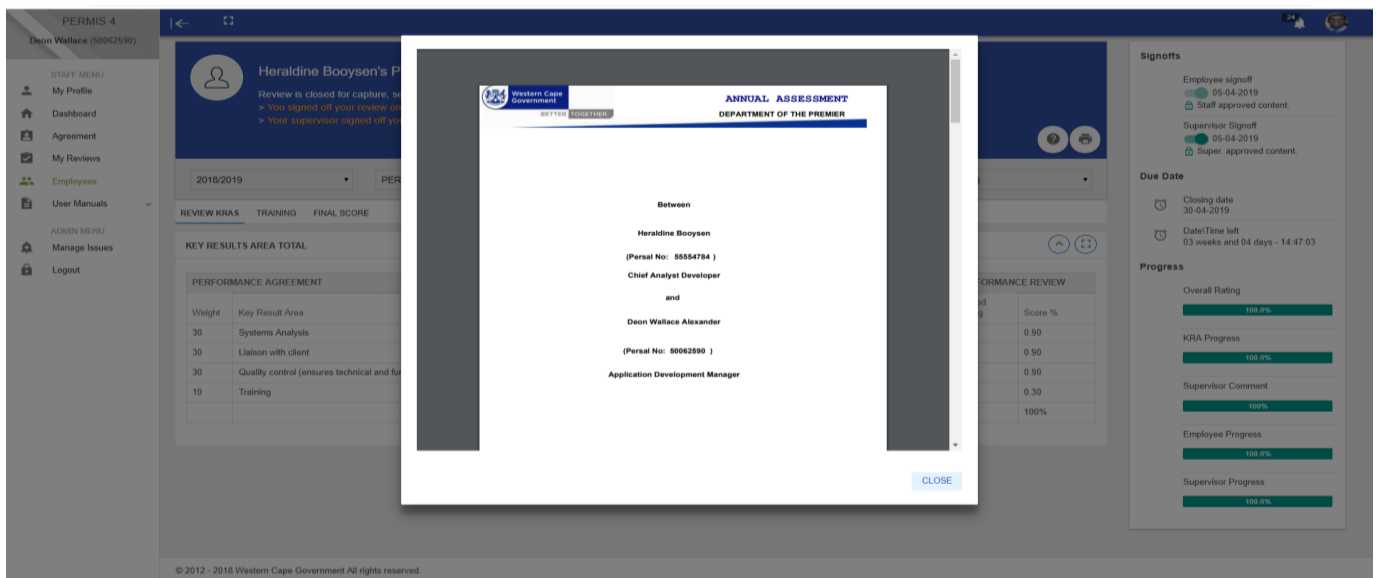 PERMIS 4
Deon Wallace (50062590)
STAFF MENU
My Profile
Dashboard
Agreement
My Reviews
Employees
User Manuals
ADMIN MENU
Manage Issues
Logout
24
Heraldine Booysen's P
Review is closed for capture, se
> You signed off your review on
> Your supervisor signed off yo
2018/2019
PER
)
REVIEW KRAS TRAINING FINAL SCORE
KEY RESULTS AREA TOTAL
PERFORMANCE AGREEMENT
Weight Key Result Area
30 Systems Analysis
30 Liaison with client
30 Quality control (ensures technical and fun
10 Training
ORMANCE REVIEW
ed
g
Score %
0.90
0.90
0.90
0.30
100%
Western Cape
Government
BETTER TOGETHER.
ANNUAL ASSESSMENT
DEPARTMENT OF THE PREMIER
Between
Heraldine Booysen
(Persal No: 55554784 )
Chief Analyst Developer
and
Deon Wallace Alexander
(Persal No: 50062590 )
Application Development Manager
CLOSE
Signoffs
Employee signoff
05-04-2019
Staff approved content.
Supervisor Signoff
05-04-2019
Super. approved content.
Due Date
Closing date
30-04-2019
Date\Time left
03 weeks and 04 days - 14:47:03
Progress
Overall Rating
100.0%
KRA Progress
100.0%
Supervisor Comment
100%
Employee Progress
100.0%
Supervisor Progress
100.0%
© 2012 - 2018 Western Cape Government All rights reserved.